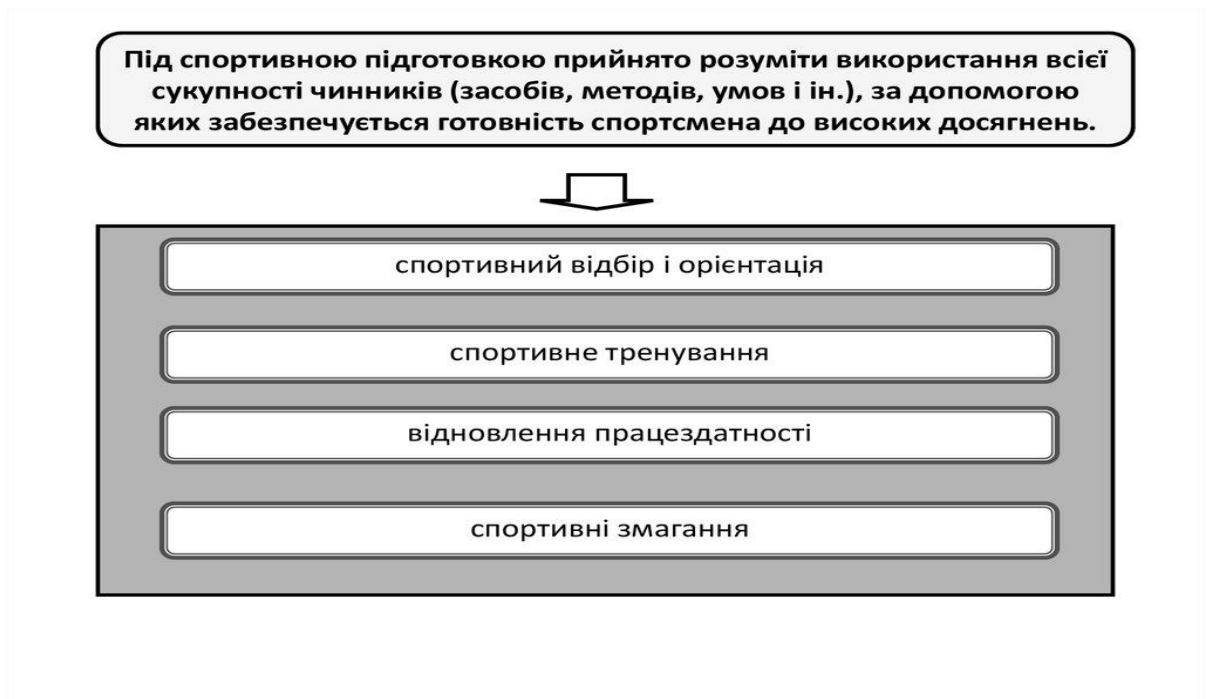 Під спортивною підготовкою прийнято розуміти використання всієї
сукупності чинників (засобів, методів, умов і ін.), за допомогою
яких забезпечується готовність спортсмена до високих досягнень.
спортивний відбір і орієнтація
спортивне тренування
відновлення працездатності
спортивні змагання